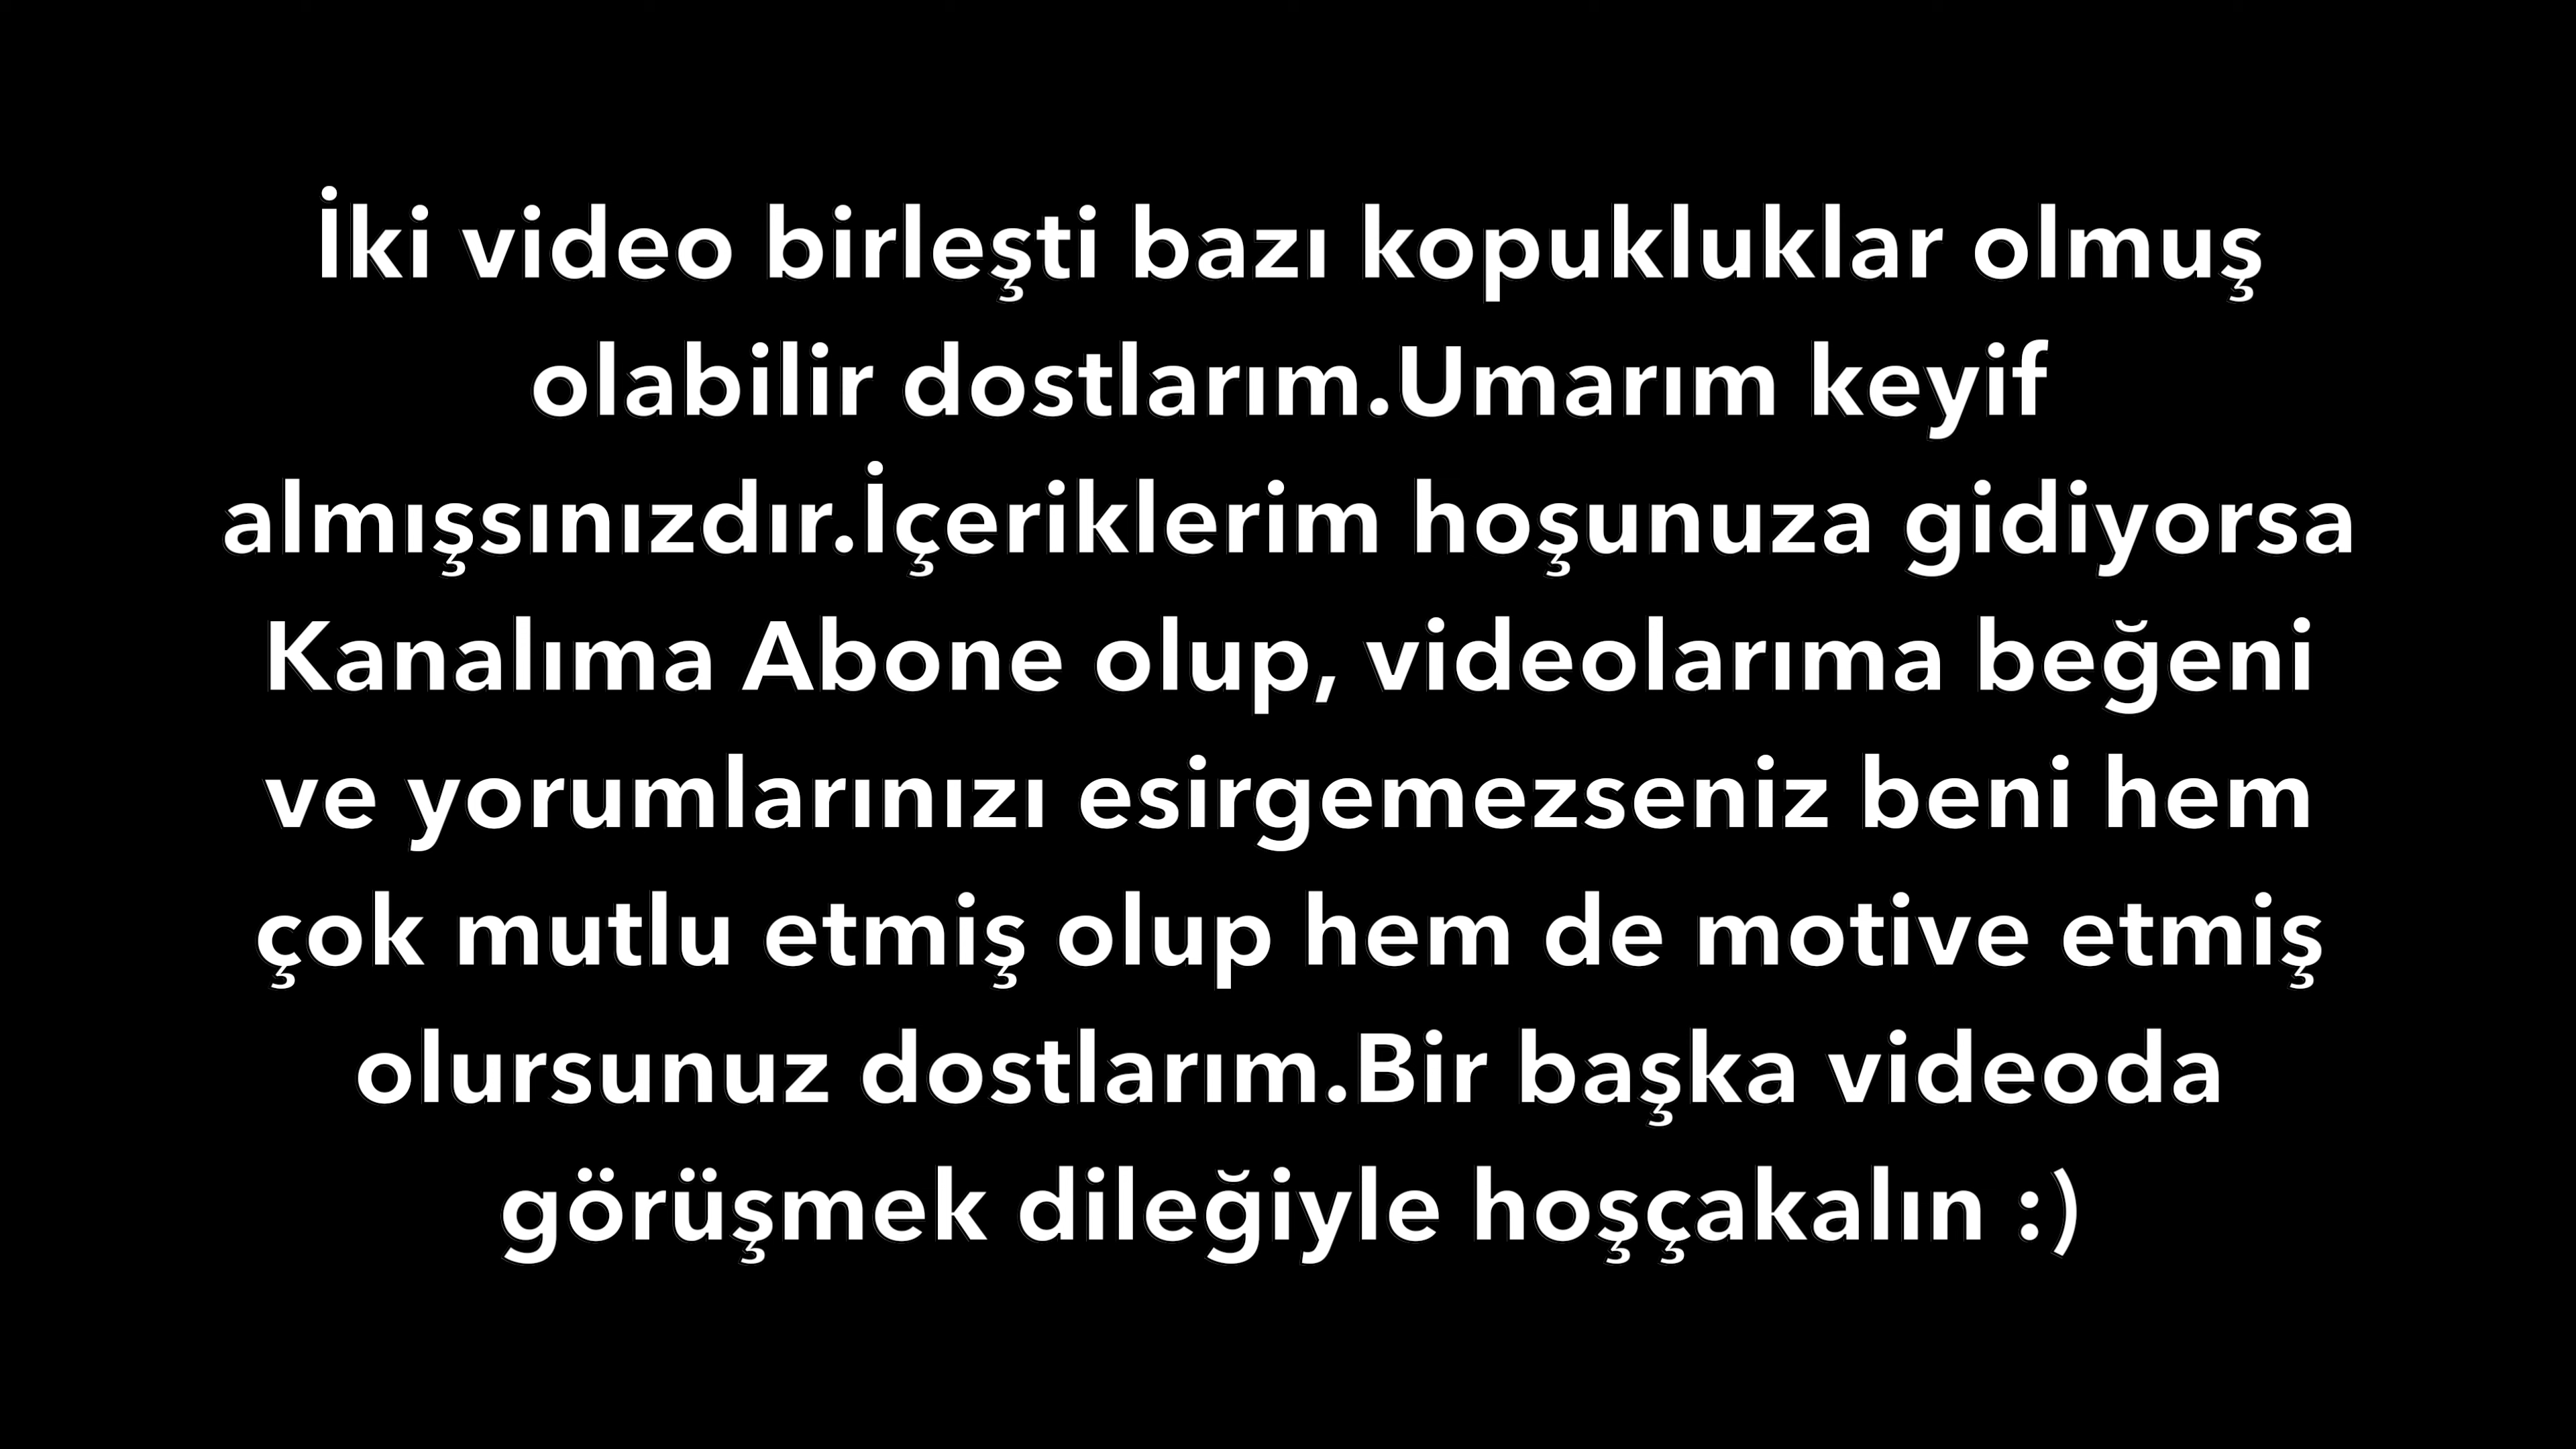 İki video birleşti bazı kopukluklar olmuş
olabilir dostlarım.Umarım keyif
almışsınızdır.İçeriklerim hoşunuza gidiyorsa
Kanalıma Abone olup, videolarıma beğeni
ve yorumlarınızı esirgemezseniz beni hem
çok mutlu etmiş olup hem de motive etmiş
olursunuz dostlarım.Bir başka videoda
görüşmek dileğiyle hoşçakalın :)